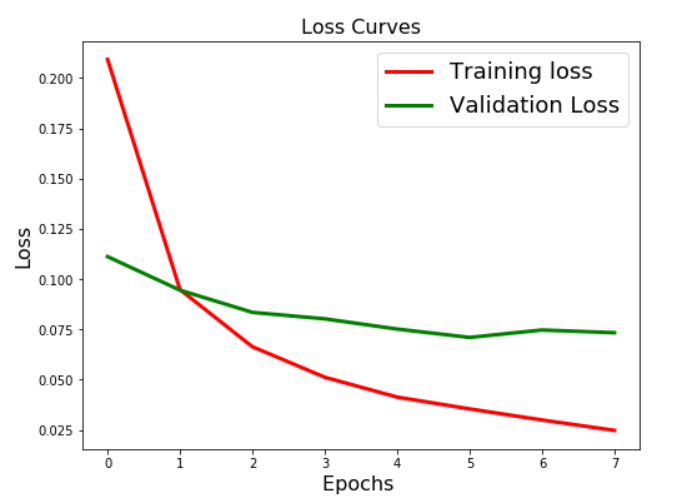 Loss Curves
Training loss
Validation Loss
0.200
0.175
0.150
0.125
0.100
0.075
0.050
0.025
Loss
0 1 2 3 4 5 6 7
Epochs